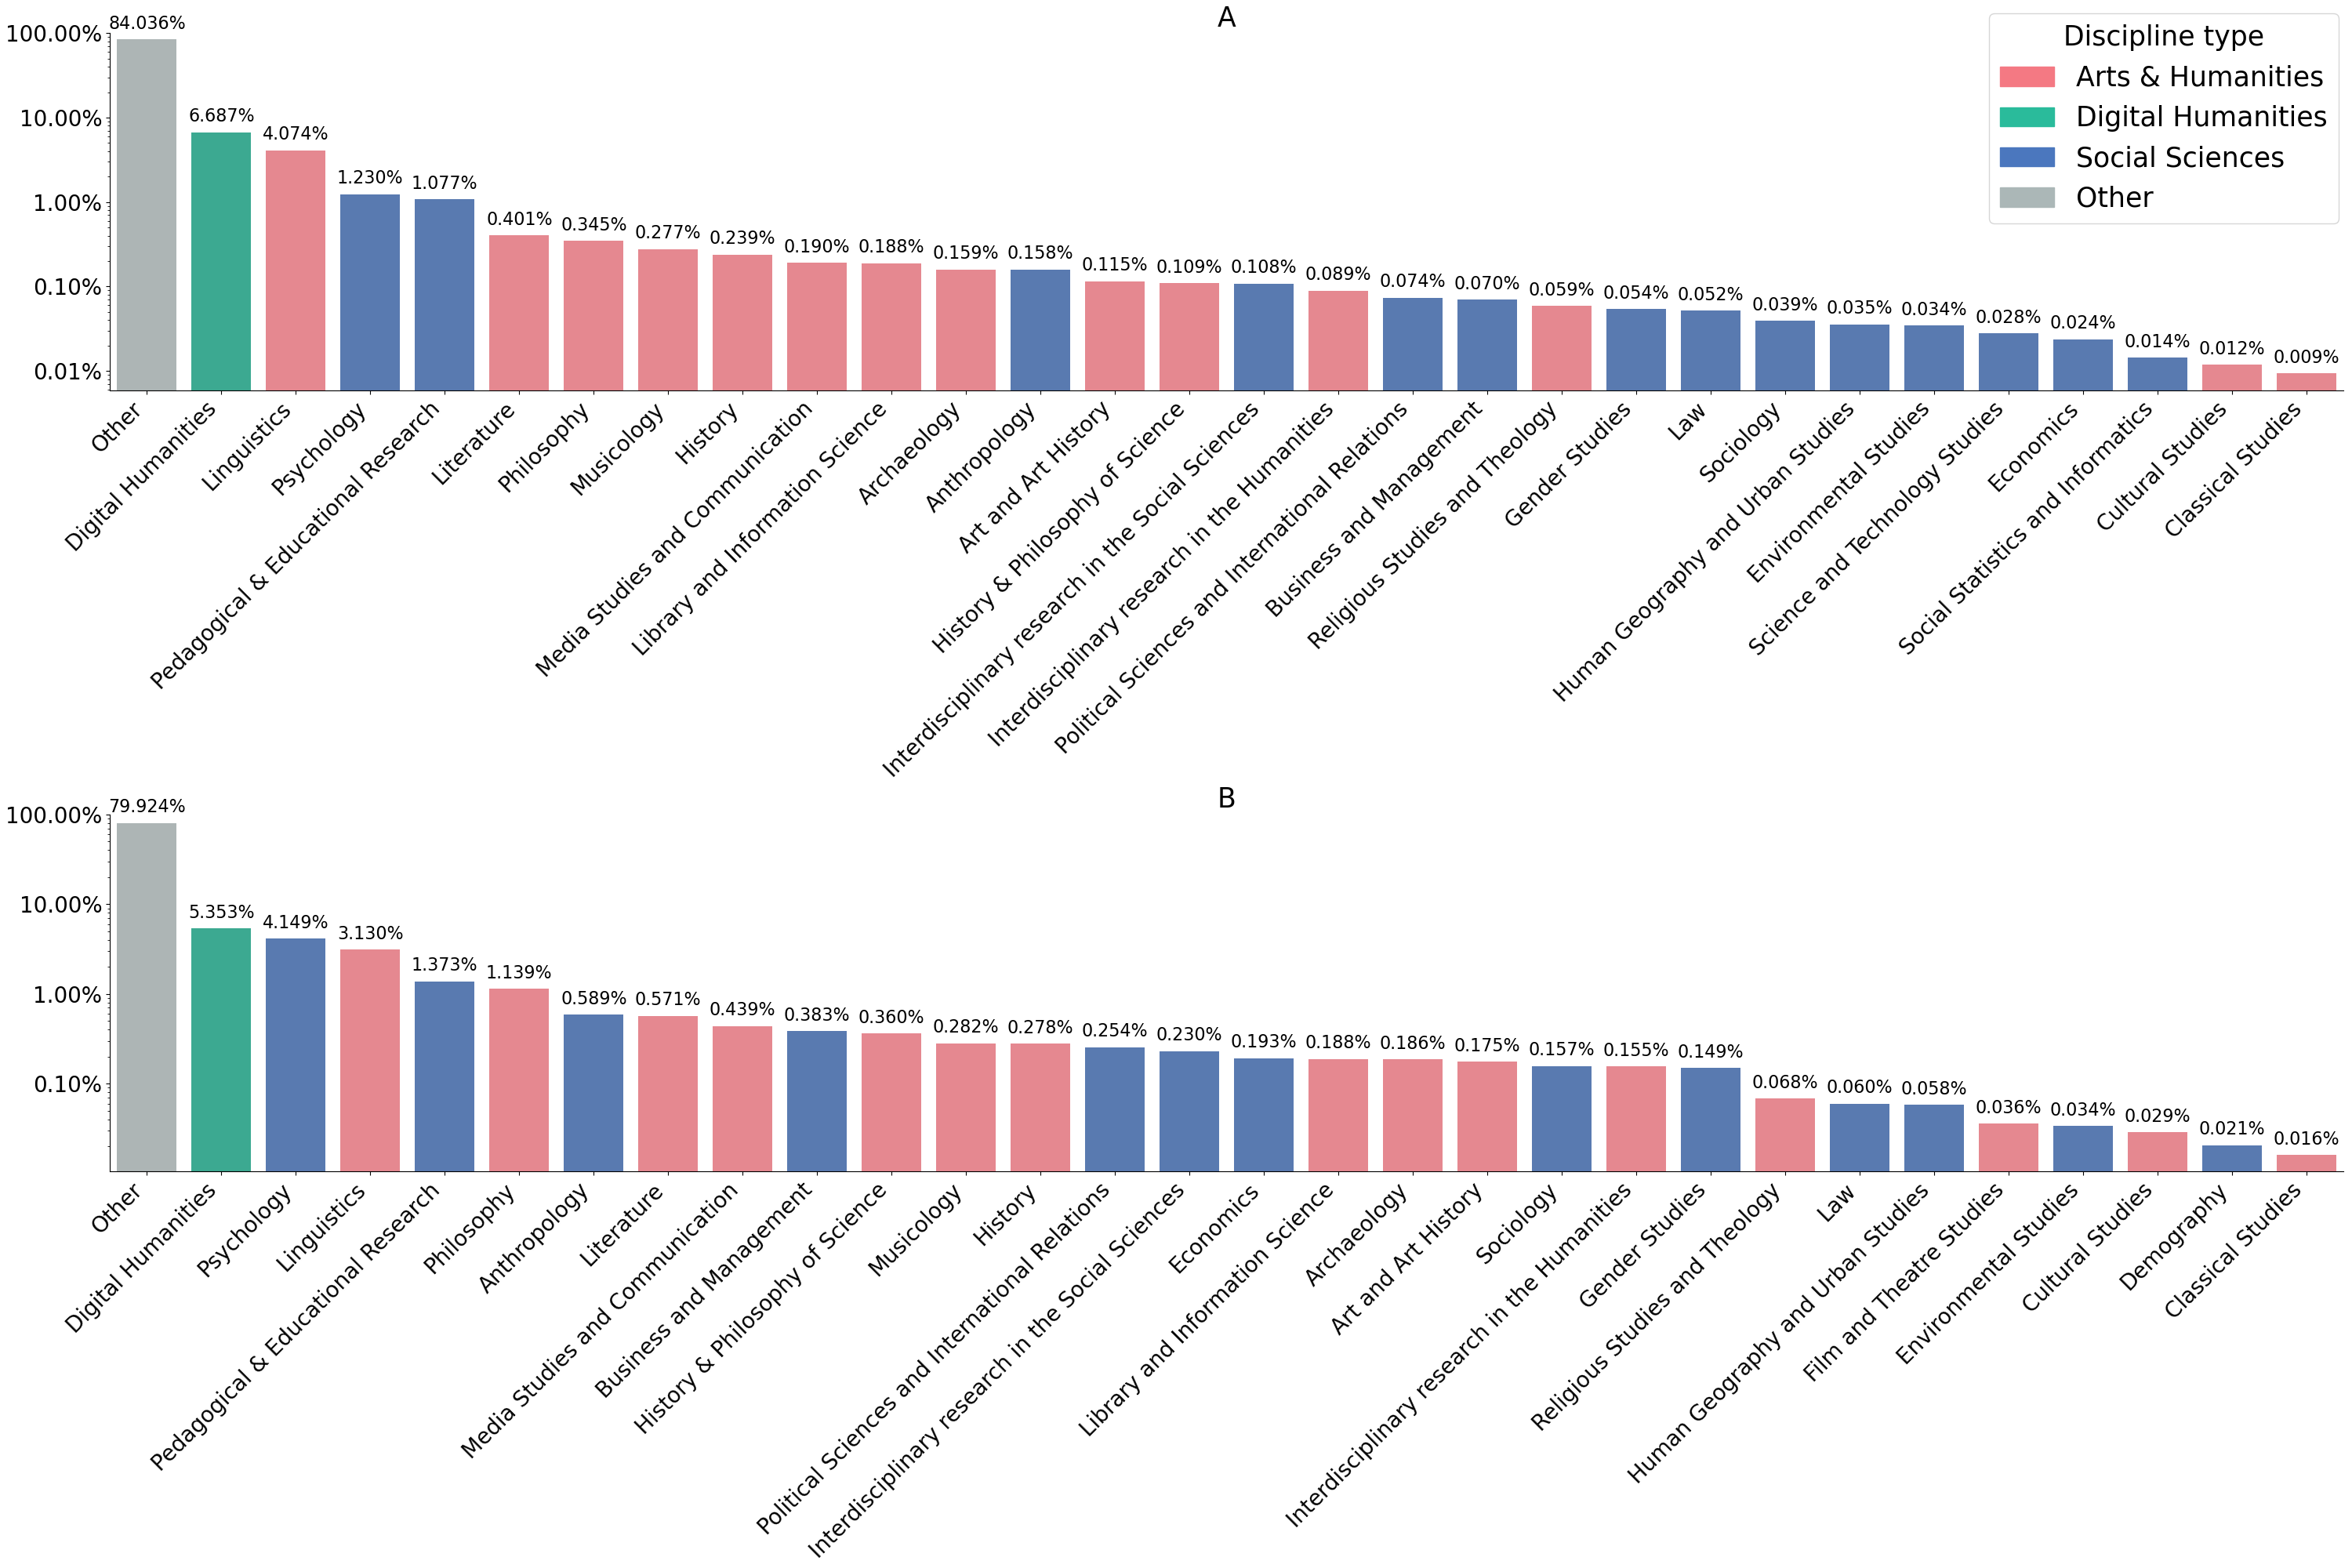 A
Discipline type
Arts & Humanities
Digital Humanities
Social Sciences
Other
100.00%
10.00%
1.00%
0.10%
0.01%
84.036%
6.687%
4.074%
1.230%
1.077%
0.401%
0.345%
0.277%
0.239%
0.190%
0.188%
0.159%
0.158%
0.115%
0.109%
0.108%
0.089%
0.074%
0.070%
0.059%
0.054%
0.052%
0.039%
0.035%
0.034%
0.028%
0.024%
0.014%
0.012%
0.009%
Other
Digital Humanities
Linguistics
Psychology
Pedagogical & Educational Research
Literature
Philosophy
Musicology
History
Media Studies and Communication
Library and Information Science
Archaeology
Anthropology
Art and Art History
History & Philosophy of Science
Interdisciplinary research in the Social Sciences
Interdisciplinary research in the Humanities
Political Sciences and International Relations
Business and Management
Religious Studies and Theology
Gender Studies
Law
Sociology
Human Geography and Urban Studies
Environmental Studies
Science and Technology Studies
Economics
Social Statistics and Informatics
Cultural Studies
Classical Studies
B
100.00%
10.00%
1.00%
0.10%
79.924%
5.353%
4.149%
3.130%
1.373%
1.139%
0.589%
0.571%
0.439%
0.383%
0.360%
0.282%
0.278%
0.254%
0.230%
0.193%
0.188%
0.186%
0.175%
0.157%
0.155%
0.149%
0.068%
0.060%
0.058%
0.036%
0.034%
0.029%
0.021%
0.016%
Other
Digital Humanities
Psychology
Linguistics
Pedagogical & Educational Research
Philosophy
Anthropology
Literature
Media Studies and Communication
Business and Management
History & Philosophy of Science
Musicology
History
Political Sciences and International Relations
Interdisciplinary research in the Social Sciences
Economics
Library and Information Science
Archaeology
Art and Art History
Sociology
Interdisciplinary research in the Humanities
Gender Studies
Religious Studies and Theology
Law
Human Geography and Urban Studies
Film and Theatre Studies
Environmental Studies
Cultural Studies
Demography
Classical Studies